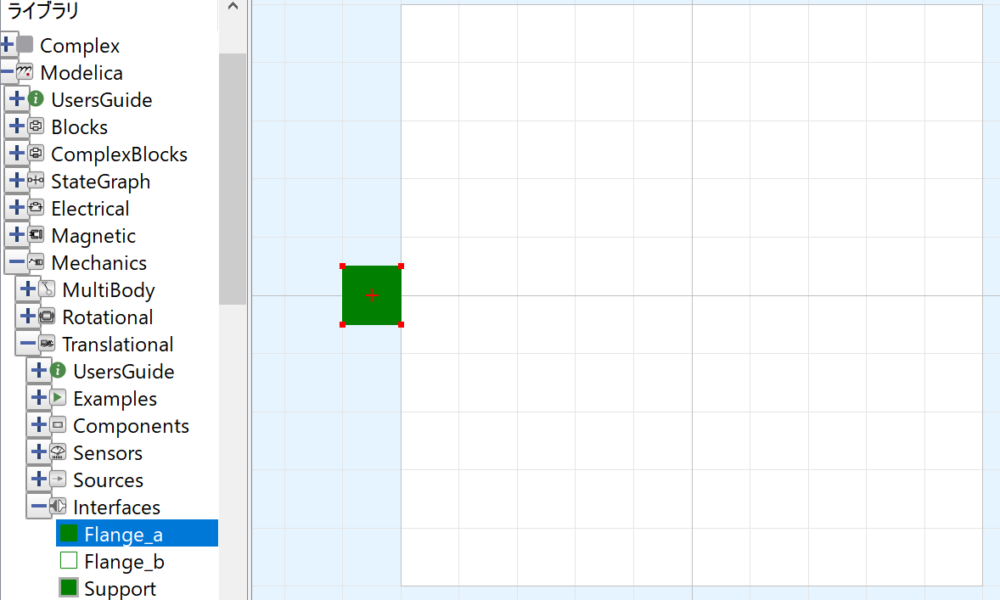 ライブラリ
Complex
Modelica
UsersGuide
Blocks
ComplexBlocks
StateGraph
Electrical
Magnetic
Mechanics
MultiBody
Rotational
Translational
UsersGuide
Examples
Components
Sensors
Sources
Interfaces
Flange_a
Flange_b
Support